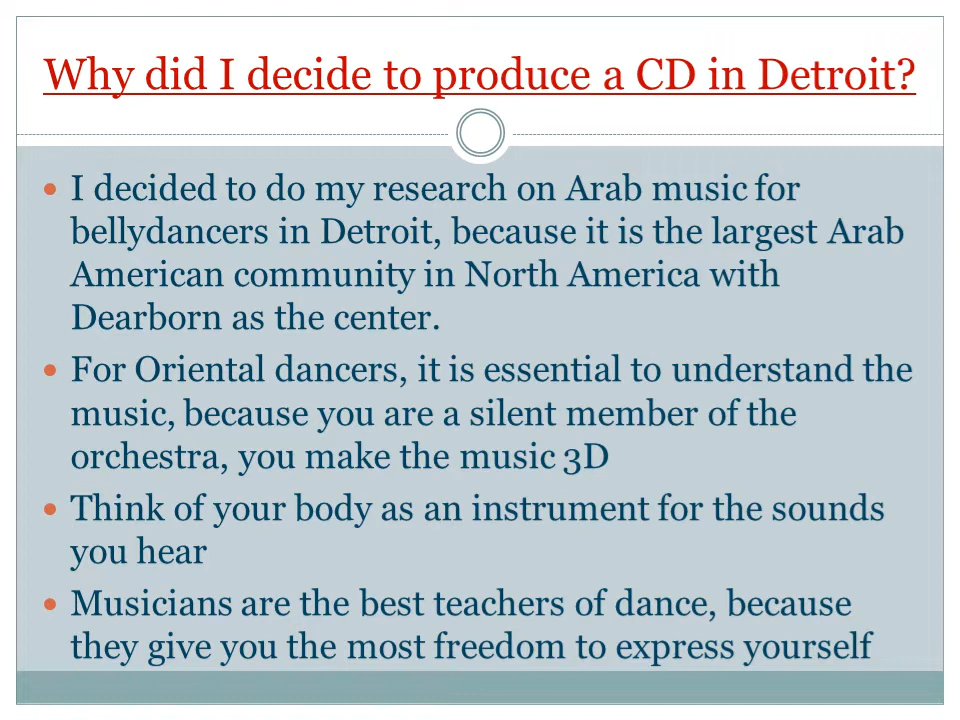 Why did I decide to produce a CD in Detroit?
I decided to do my research on Arab music for
bellydancers in Detroit, because it is the largest Arab
American community in North America with
Dearborn as the center.
For Oriental dancers, it is essential to understand the
music, because you are a silent member of the
orchestra, you make the music 3D
Think of your body as an instrument for the sounds
you hear
Musicians are the best teachers of dance, because
they give you the most freedom to express yourself